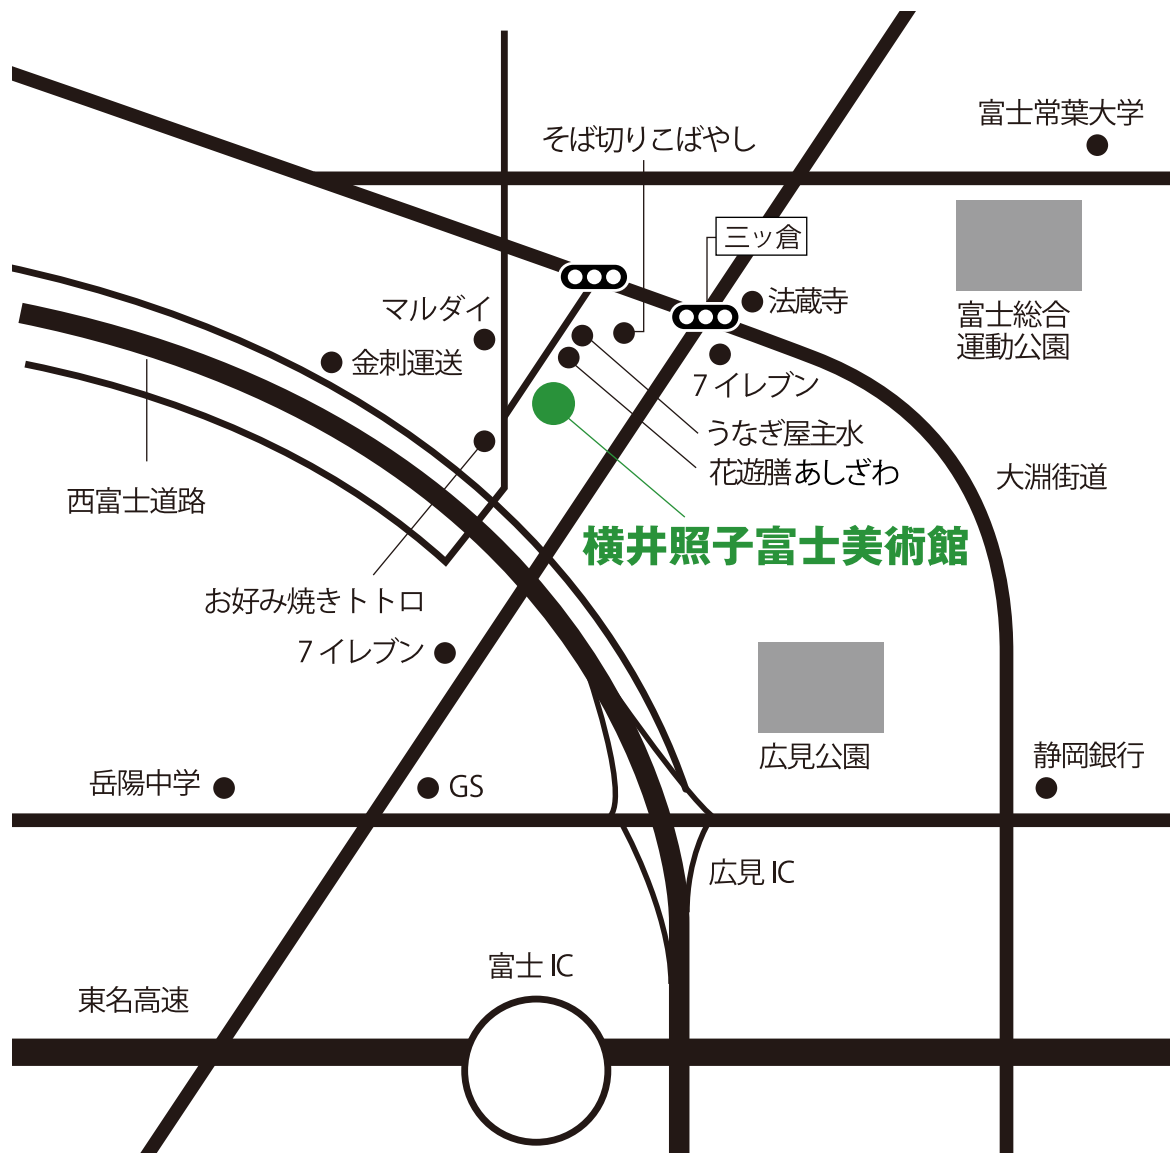 富士常葉大学
そば切りこばやし
三ッ倉
法蔵寺
マルダイ
富士総合
運動公園
金刺運送
7イレブン
うなぎ屋主水
花遊膳あしざわ
大淵街道
西富士道路
横井照子富士美術館
お好み焼きトトロ
7イレブン
静岡銀行
広見公園
岳陽中学
GS
広見 IC
富士 IC
東名高速